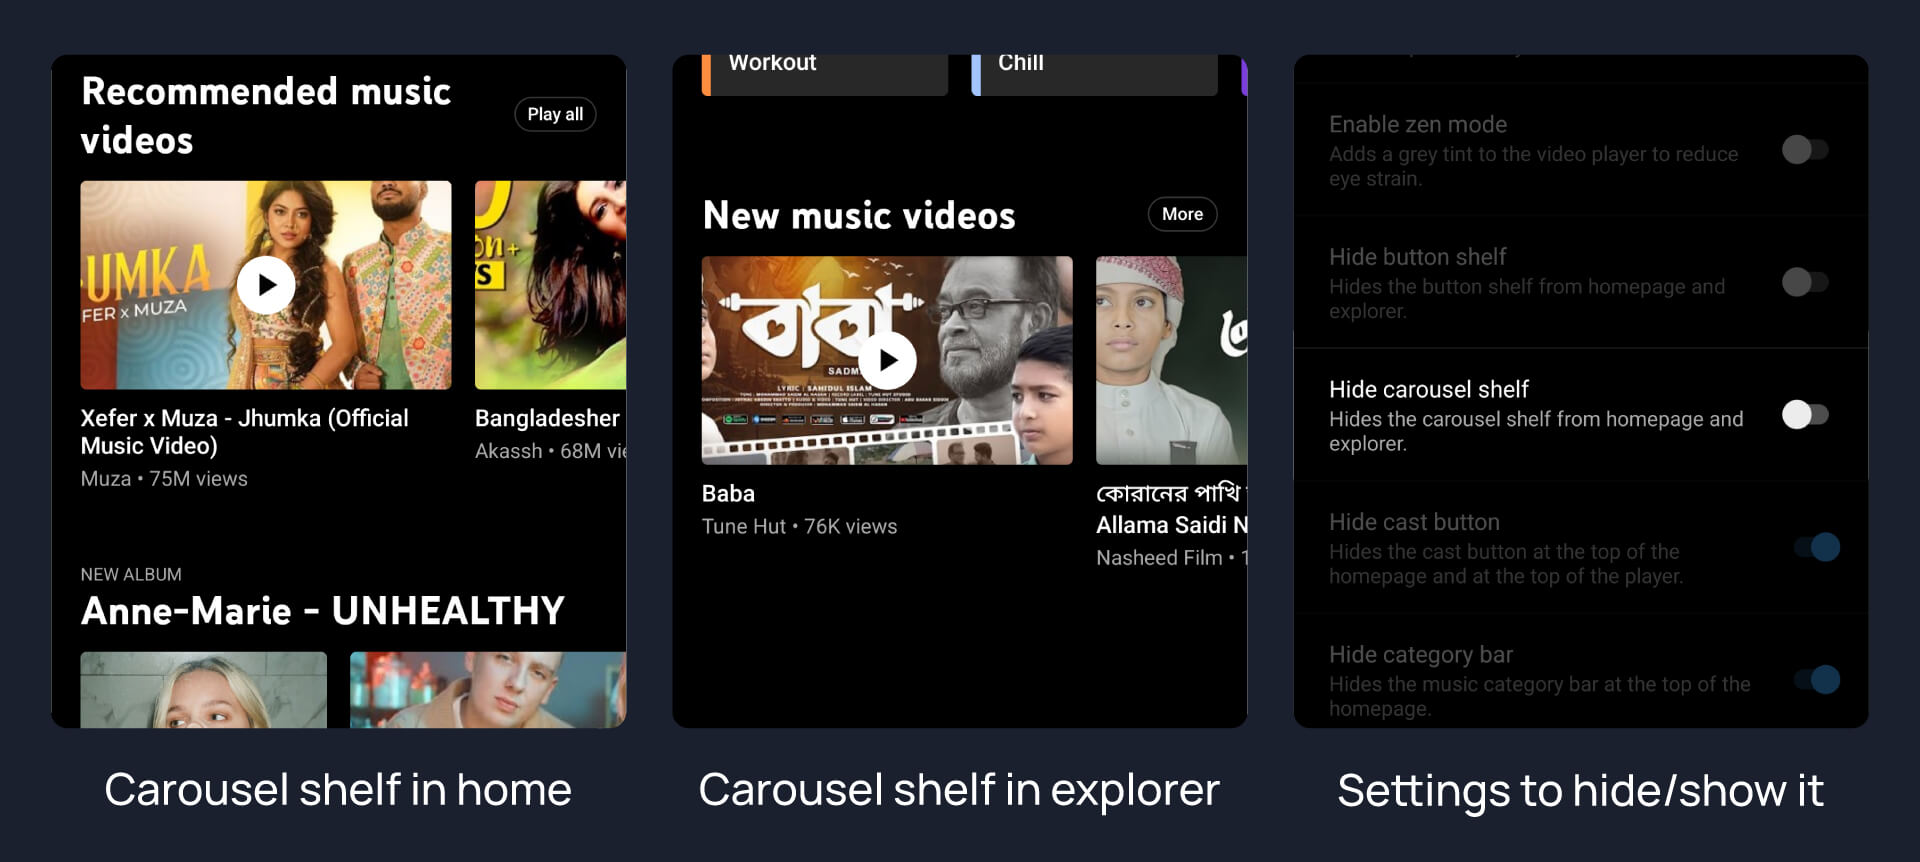 Recommended music
videos
Play all
UMKA
FER x MUZA
Xefer x Muza - Jhumka (Official
Music Video)
Muza • 75M views
on+
Bangladesher
Akassh • 68M vie
NEW ALBUM
Anne-Marie - UNHEALTHY
Carousel shelf in home
Workout
Chill
New music videos
More
বাবা
SADM
LYRIC : SAHIDUL ISLAM
Baba
Tune Hut • 76K views
কোরানের পাখি
Allama Saidi N
Nasheed Film • 1
Carousel shelf in explorer
Enable zen mode
Adds a grey tint to the video player to reduce
eye strain.
Hide button shelf
Hides the button shelf from homepage and
explorer.
Hide carousel shelf
Hides the carousel shelf from homepage and
explorer.
Hide cast button
Hides the cast button at the top of the
homepage and at the top of the player.
Hide category bar
Hides the music category bar at the top of the
homepage.
Settings to hide/show it